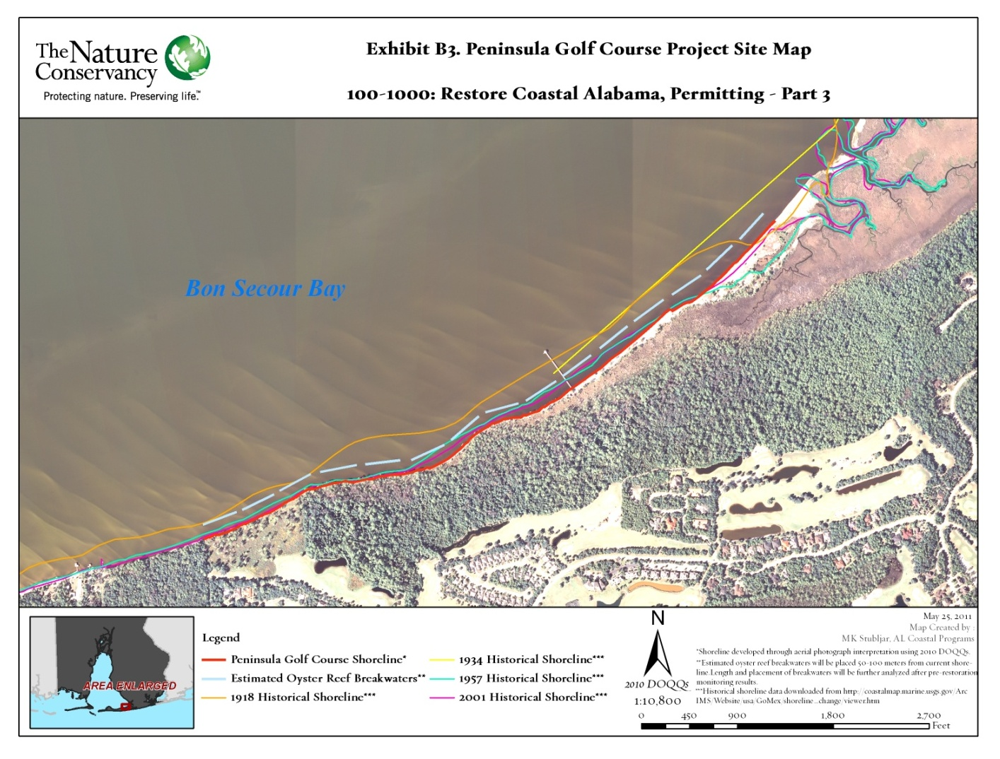 The Nature
Conservancy
Protecting nature. Preserving life.™
Exhibit B3. Peninsula Golf Course Project Site Map
100-1000: Restore Coastal Alabama, Permitting - Part 3
Bon Secour Bay
AREA ENLARGED
Legend
Peninsula Golf Course Shoreline*
Estimated Oyster Reef Breakwaters**
1918 Historical Shoreline***
1934 Historical Shoreline***
1957 Historical Shoreline***
2001 Historical Shoreline***
N
2010 DOQQs
1:10,800
May 25, 2011
Map Created by :
MK Stubljar, AL Coastal Programs
*Shoreline developed through aerial photograph interpretation using 2010 DOQQs.
**Estimated oyster reef breakwaters will be placed 50-100 meters from current shore-
line.Length and placement of breakwaters will be further analyzed after pre-restoration
monitoring results.
***Historical shoreline data downloaded from http://coastalmap.marine.usgs.gov/Arc
IMS/Website/usa/GoMex/shoreline_change/viewer.htm
0 450 900 1,800 2,700
Feet